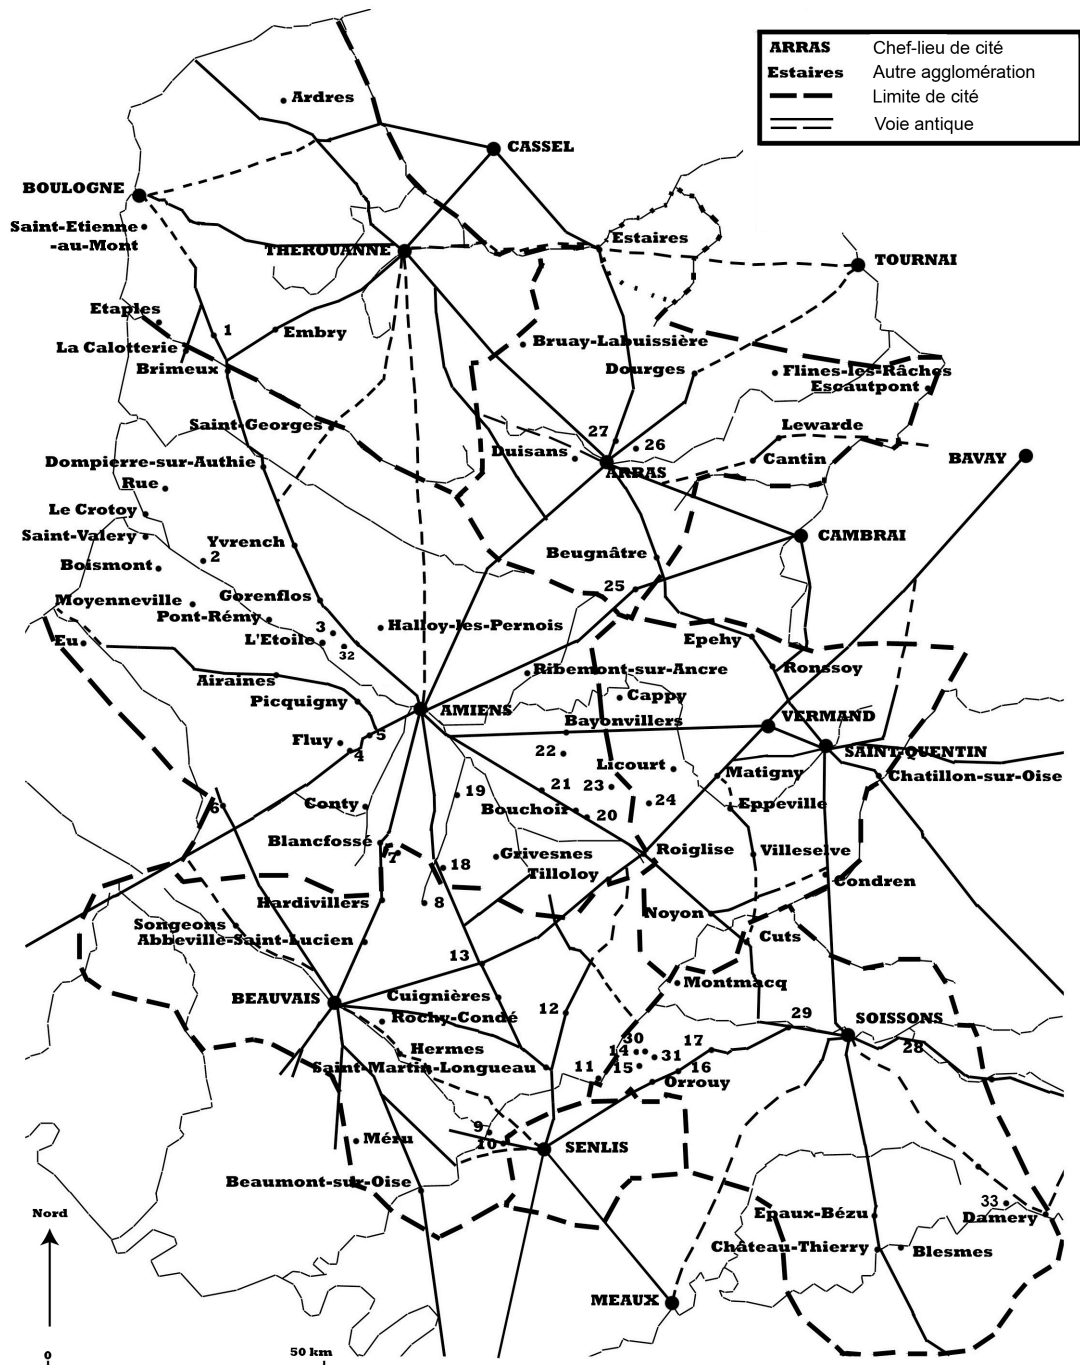 ARRAS Chef-lieu de cité
Estaires Autre agglomération
Limite de cité
Voie antique
Ardres
CASSEL
BOULOGNE
Saint-Etienne
-au-Mont
THEROUANNE
Estaires
TOURNAI
Etaples
1
Embry
La Calotterie
Brimeux
Bruay-Labuissière
Dourges
Flines-les-Râches
Escautpont
Saint-Georges
27
26
Lewarde
Duisans
ARRAS
Cantin
BAVAY
Dompierre-sur-Authie
Rue
Le Crotoy
Saint-Valery
Yvrench
2
Boismont
Beugnâtre
CAMBRAI
25
Moyenneville
Gorenflos
Pont-Rémy
3
Halloy-les-Pernois
Eu
L'Etoile
32
Epehy
Ronssoy
Airaines
Ribemont-sur-Ancre
Picquigny
Cappy
AMIENS
Bayonvillers
VERMAND
Fluy
5
4
22
SAINT-QUENTIN
Licourt
Matigny
Chatillon-sur-Oise
6
Conty
19
21
23
24
Eppeville
Bouchoir
20
Blancfossé
7
18
Grivesnes
Roiglise
Villeselve
Tilloloy
Condren
Hardivillers
8
Noyon
Songeons
Abbeville-Saint-Lucien
Cuts
13
Montmacq
BEAUVAIS
Cuignières
12
Rochy-Condé
29
SOISSONS
30
14
17
31
28
Hermes
Saint-Martin-Longueau
11
15
16
Orrouy
9
10
Méru
SENLIS
Beaumont-sur-Oise
Nord
33
Epaux-Bézu
Damery
Château-Thierry
Blesmes
MEAUX
0
50 km